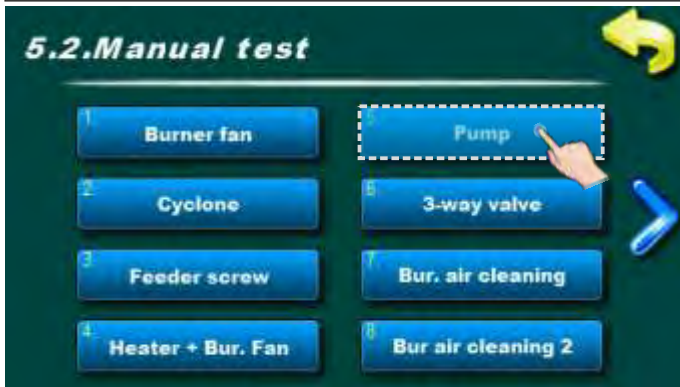 5.2.Manual test
1
Burner fan
2
Cyclone
3
Feeder screw
4
Heater + Bur. Fan
5
Pump
6
3-way valve
7
Bur. air cleaning
8
Bur air cleaning 2